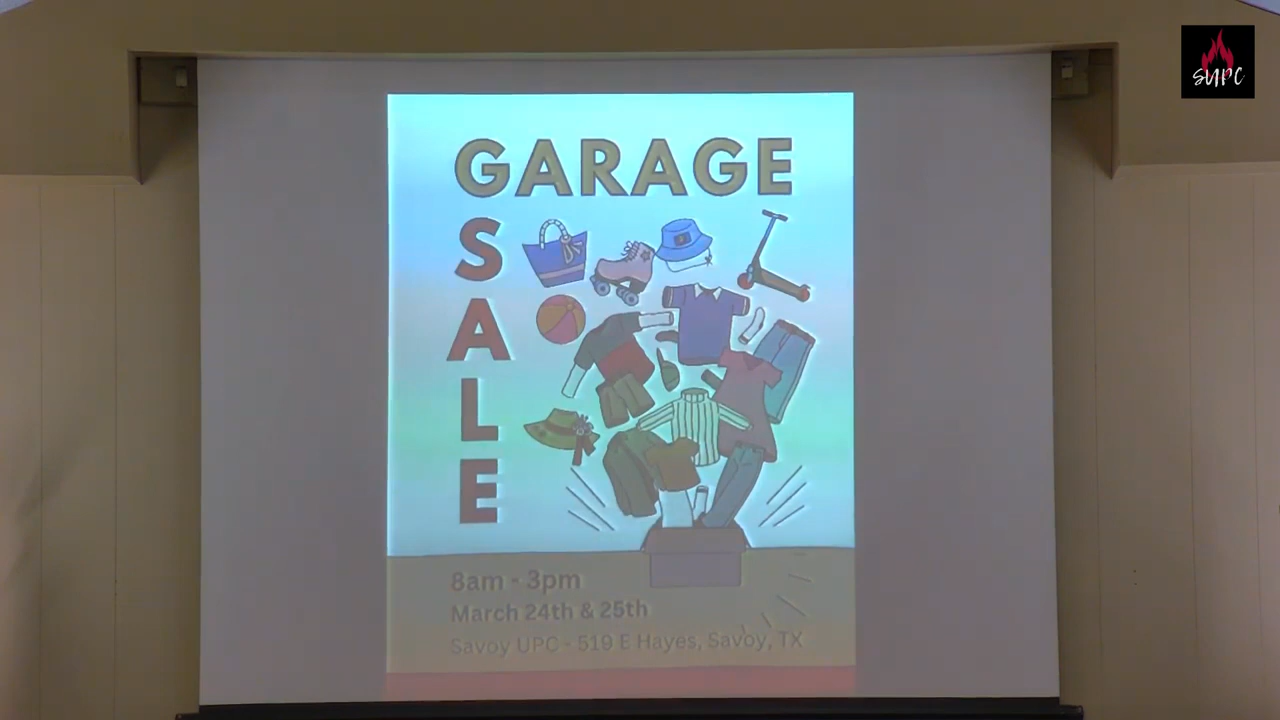 SUPC
GARAGE
SALE
8am - 3pm
March 24th & 25th
Savoy UPC - 519 E Hayes, Savoy, TX